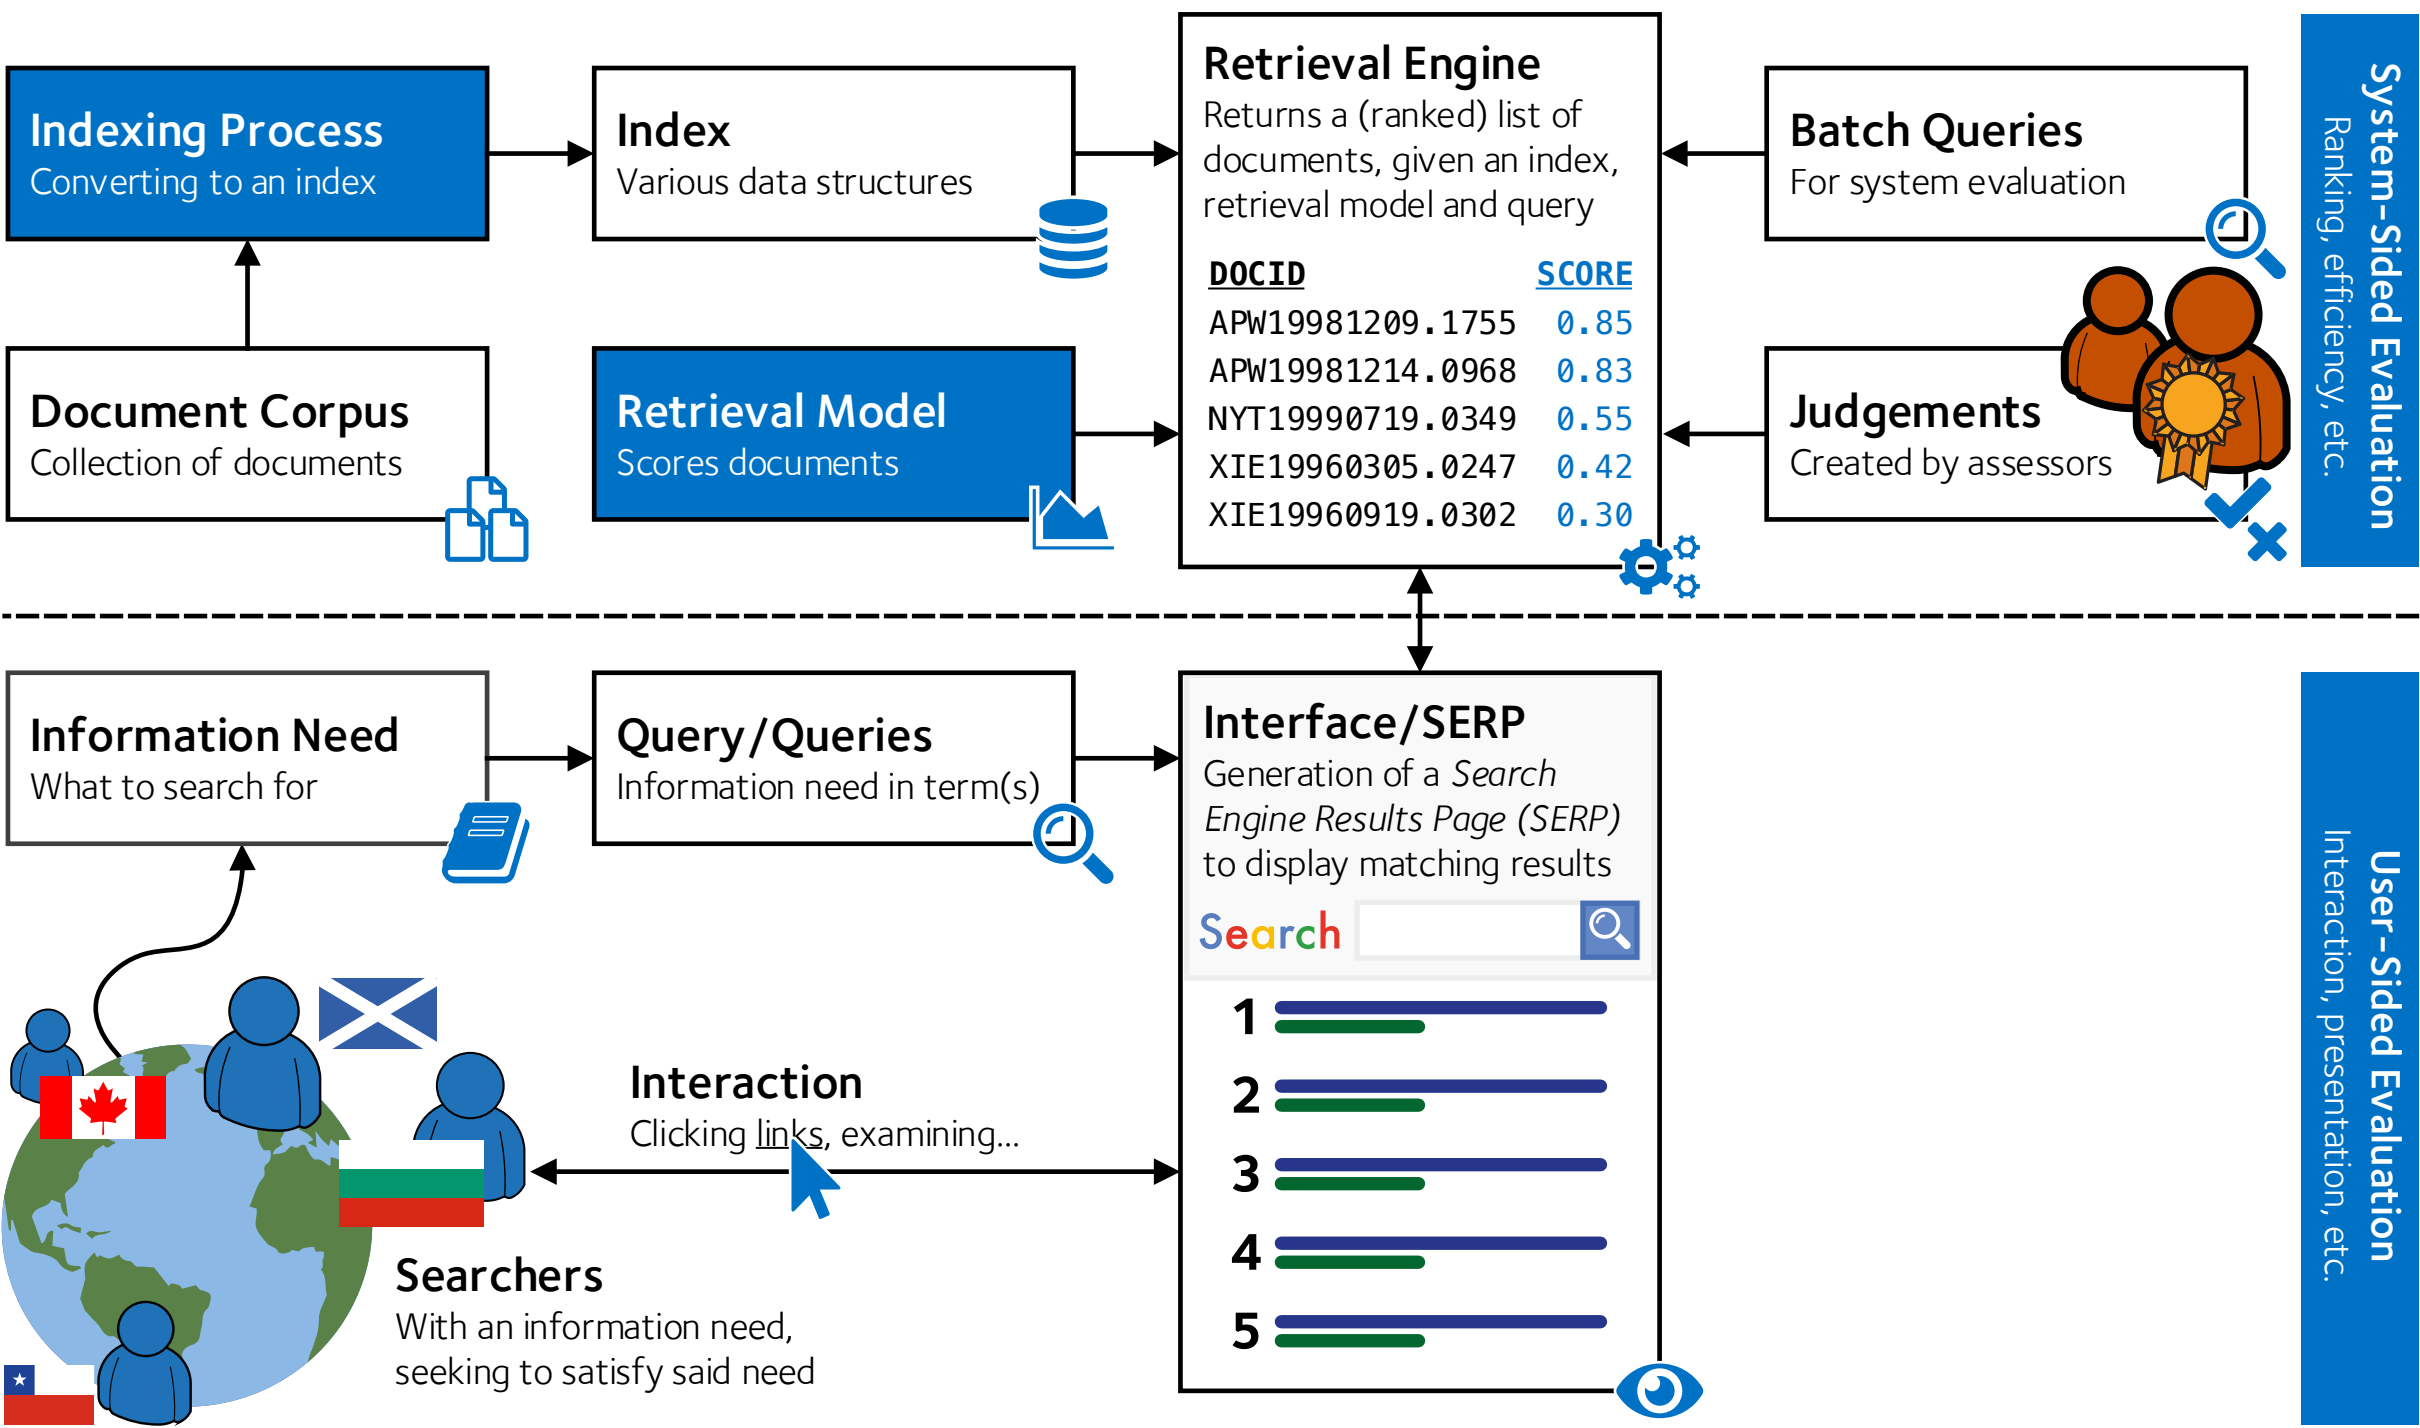 Indexing Process
Converting to an index
Index
Various data structures
Retrieval Engine
Returns a (ranked) list of
documents, given an index,
retrieval model and query
DOCID SCORE
APW19981209.1755 0.85
APW19981214.0968 0.83
NYT19990719.0349 0.55
XIE19960305.0247 0.42
XIE19960919.0302 0.30
Batch Queries
For system evaluation
System-Sided Evaluation
Ranking, efficiency, etc.
Document Corpus
Collection of documents
Retrieval Model
Scores documents
Judgements
Created by assessors
Information Need
What to search for
Query/Queries
Information need in term(s)
Interface/SERP
Generation of a Search
Engine Results Page (SERP)
to display matching results
Search
1
2
3
4
5
User-Sided Evaluation
Interaction, presentation, etc.
Interaction
Clicking links, examining...
Searchers
With an information need,
seeking to satisfy said need